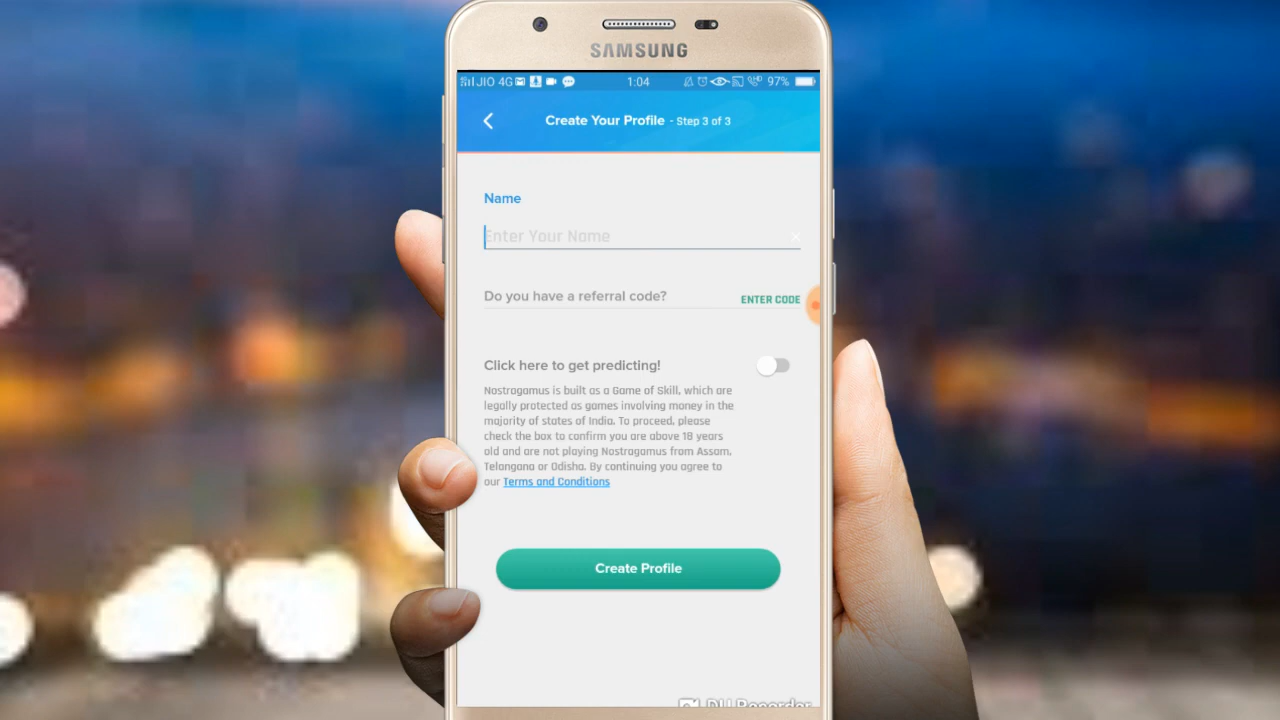 SAMSUNG
JIO 4G 1:04 97%
Create Your Profile - Step 3 of 3
Name
Enter Your Name
Do you have a referral code? ENTER CODE
Click here to get predicting!
Nostragamus is built as a Game of Skill, which are
legally protected as games involving money in the
majority of states of India. To proceed, please
check the box to confirm you are above 18 years
old and are not playing Nostragamus from Assam,
Telangana or Odisha. By continuing you agree to
our Terms and Conditions
Create Profile
DU Recorder